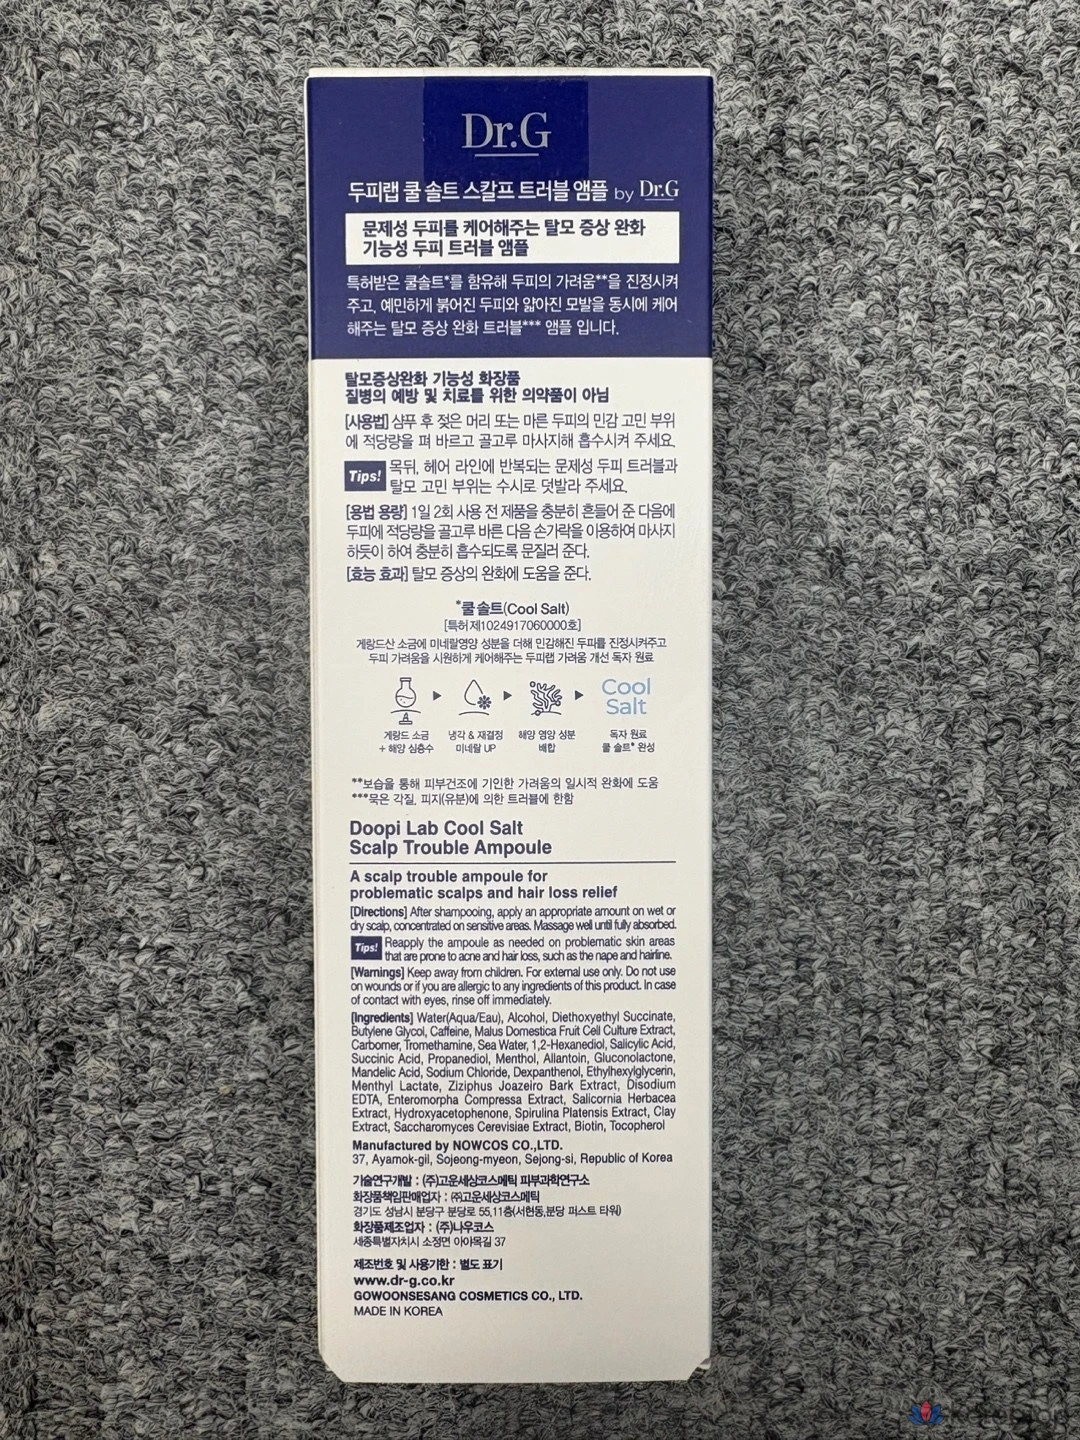 Dr.G
두피랩 쿨 솔트 스칼프 트러블 앰플 by Dr.G
문제성 두피를 케어해주는 탈모 증상 완화
기능성 두피 트러블 앰플
특허받은 쿨솔트*를 함유해 두피의 가려움**을 진정시켜
주고, 예민하게 붉어진 두피와 얇아진 모발을 동시에 케어
해주는 탈모 증상 완화 트러블*** 앰플 입니다.
탈모증상완화 기능성 화장품
질병의 예방 및 치료를 위한 의약품이 아님
[사용법] 샴푸 후 젖은 머리 또는 마른 두피의 민감 고민 부위
에 적당량을 펴 바르고 골고루 마사지해 흡수시켜 주세요.
Tips! 목뒤, 헤어 라인에 반복되는 문제성 두피 트러블과
탈모 고민 부위는 수시로 덧발라 주세요.
[용법 용량] 1일 2회 사용 전 제품을 충분히 흔들어 준 다음에
두피에 적당량을 골고루 바른 다음 손가락을 이용하여 마사지
하듯이 하여 충분히 흡수되도록 문질러 준다.
[효능 효과] 탈모 증상의 완화에 도움을 준다.
*쿨 솔트(Cool Salt)
[특허 제1024917060000호]
게랑드산 소금에 미네랄영양 성분을 더해 민감해진 두피를 진정시켜주고
두피 가려움을 시원하게 케어해주는 두피랩 가려움 개선 독자 원료
Cool
Salt
게랑드 소금 냉각 & 재결정 해양 영양 성분 독자 원료
+ 해양 심층수 미네랄 UP 배합 쿨 솔트* 완성
**보습을 통해 피부건조에 기인한 가려움의 일시적 완화에 도움
***묵은 각질, 피지(유분)에 의한 트러블에 한함
Doopi Lab Cool Salt
Scalp Trouble Ampoule
A scalp trouble ampoule for
problematic scalps and hair loss relief
[Directions] After shampooing, apply an appropriate amount on wet or
dry scalp, concentrated on sensitive areas. Massage well until fully absorbed.
Tips! Reapply the ampoule as needed on problematic skin areas
that are prone to acne and hair loss, such as the nape and hairline.
[Warnings] Keep away from children. For external use only. Do not use
on wounds or if you are allergic to any ingredients of this product. In case
of contact with eyes, rinse off immediately.
[Ingredients] Water(Aqua/Eau), Alcohol, Diethoxyethyl Succinate,
Butylene Glycol, Caffeine, Malus Domestica Fruit Cell Culture Extract,
Carbomer, Tromethamine, Sea Water, 1,2-Hexanediol, Salicylic Acid,
Succinic Acid, Propanediol, Menthol, Allantoin, Gluconolactone,
Mandelic Acid, Sodium Chloride, Dexpanthenol, Ethylhexylglycerin,
Menthyl Lactate, Ziziphus Joazeiro Bark Extract, Disodium
EDTA, Enteromorpha Compressa Extract, Salicornia Herbacea
Extract, Hydroxyacetophenone, Spirulina Platensis Extract, Clay
Extract, Saccharomyces Cerevisiae Extract, Biotin, Tocopherol
Manufactured by NOWCOS CO.,LTD.
37, Ayamok-gil, Sojeong-myeon, Sejong-si, Republic of Korea
기술연구개발 : (주)고운세상코스메틱 피부과학연구소
화장품책임판매업자 : ㈜고운세상코스메틱
경기도 성남시 분당구 분당로 55,11층(서현동,분당 퍼스트 타워)
화장품제조업자 : (주)나우코스
세종특별자치시 소정면 아야목길 37
제조번호 및 사용기한 : 별도 표기
www.dr-g.co.kr
GOWOONSESANG COSMETICS CO., LTD.
MADE IN KOREA